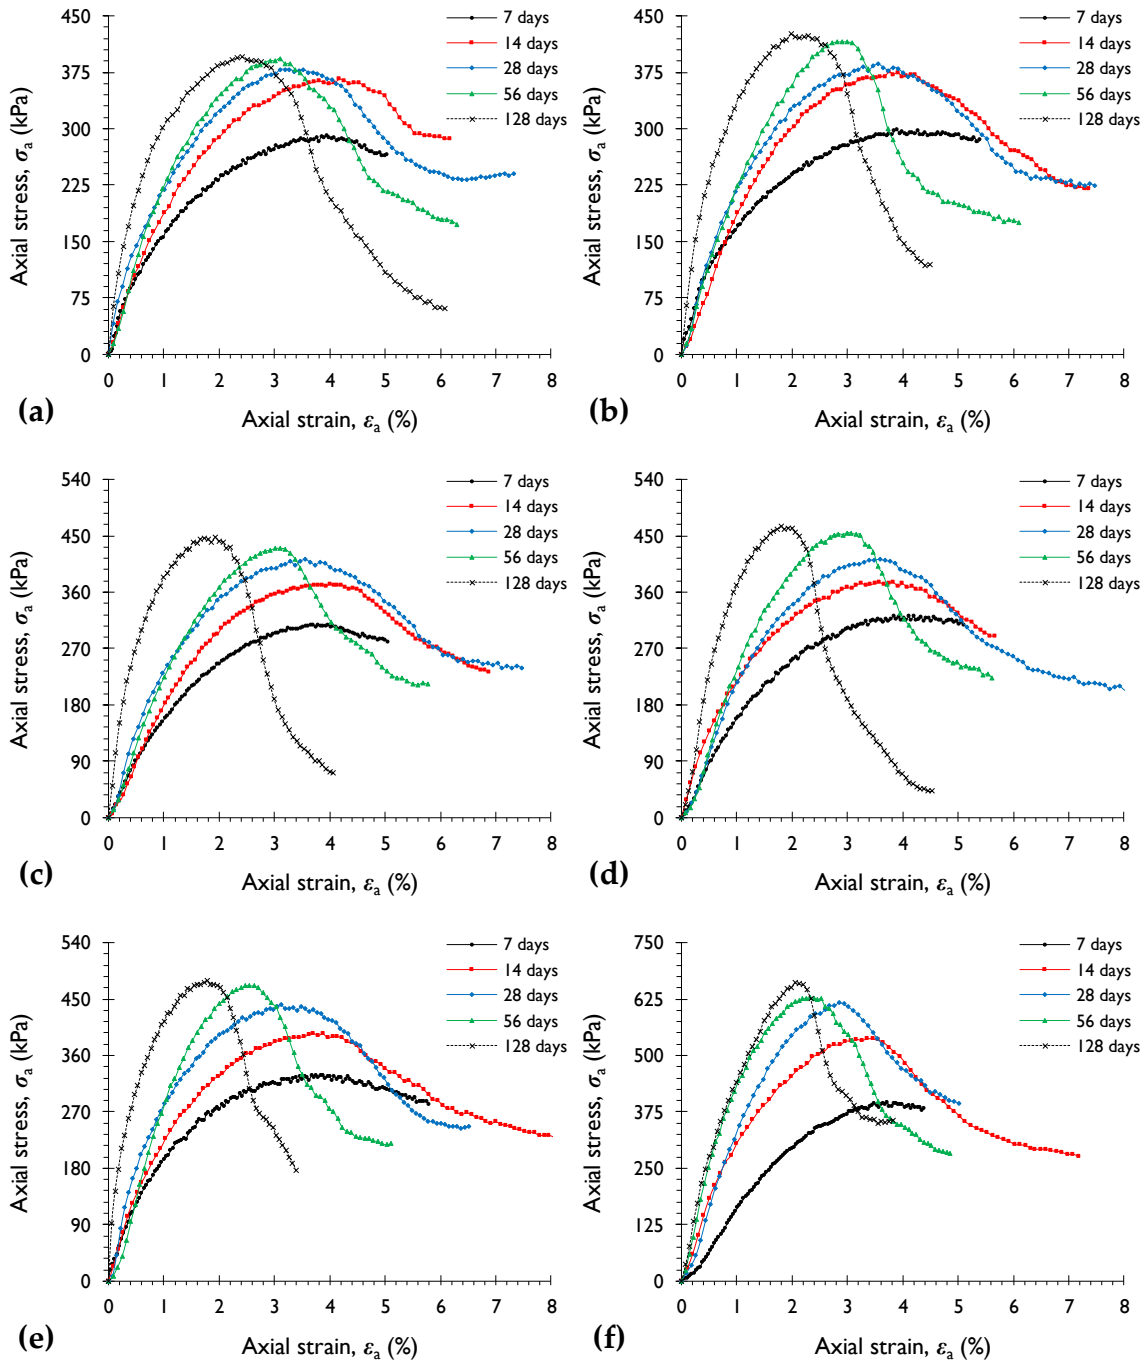 450
375
300
225
150
75
0
Axial stress, σa (kPa)
7 days
14 days
28 days
56 days
128 days
0 1 2 3 4 5 6 7 8
(a)
Axial strain, εa (%)
450
375
300
225
150
75
0
Axial stress, σa (kPa)
7 days
14 days
28 days
56 days
128 days
0 1 2 3 4 5 6 7 8
(b)
Axial strain, εa (%)
540
450
360
270
180
90
0
Axial stress, σa (kPa)
7 days
14 days
28 days
56 days
128 days
0 1 2 3 4 5 6 7 8
(c)
Axial strain, εa (%)
540
450
360
270
180
90
0
Axial stress, σa (kPa)
7 days
14 days
28 days
56 days
128 days
0 1 2 3 4 5 6 7 8
(d)
Axial strain, εa (%)
540
450
360
270
180
90
0
Axial stress, σa (kPa)
7 days
14 days
28 days
56 days
128 days
0 1 2 3 4 5 6 7 8
(e)
Axial strain, εa (%)
750
625
500
375
250
125
0
Axial stress, σa (kPa)
7 days
14 days
28 days
56 days
128 days
0 1 2 3 4 5 6 7 8
(f)
Axial strain, εa (%)